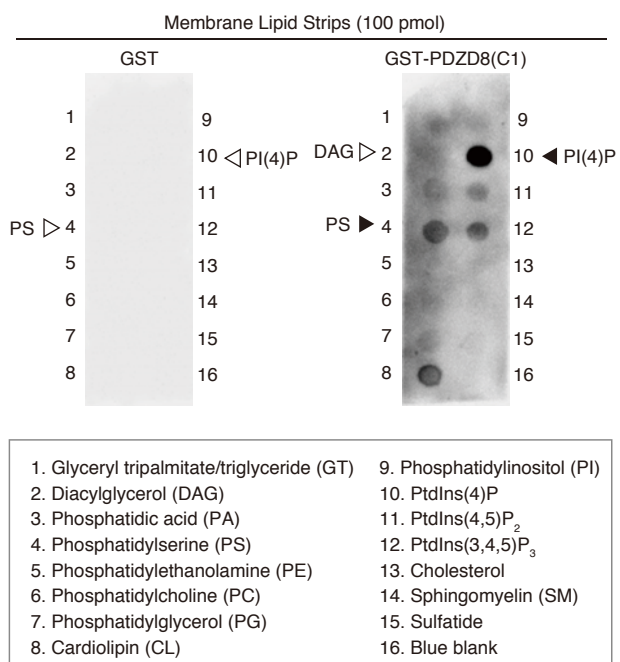 Membrane Lipid Strips (100 pmol)
GST
GST-PDZD8(C1)
1 9
2 10 ◁ PI(4)P
3 11
PS ▷ 4 12
5 13
6 14
7 15
8 16
1 9
DAG ▷ 2 10 ◀ PI(4)P
3 11
PS ▶ 4 12
5 13
6 14
7 15
8 16
1. Glyceryl tripalmitate/triglyceride (GT)
2. Diacylglycerol (DAG)
3. Phosphatidic acid (PA)
4. Phosphatidylserine (PS)
5. Phosphatidylethanolamine (PE)
6. Phosphatidylcholine (PC)
7. Phosphatidylglycerol (PG)
8. Cardiolipin (CL)
9. Phosphatidylinositol (PI)
10. PtdIns(4)P
11. PtdIns(4,5)P₂
12. PtdIns(3,4,5)P₃
13. Cholesterol
14. Sphingomyelin (SM)
15. Sulfatide
16. Blue blank